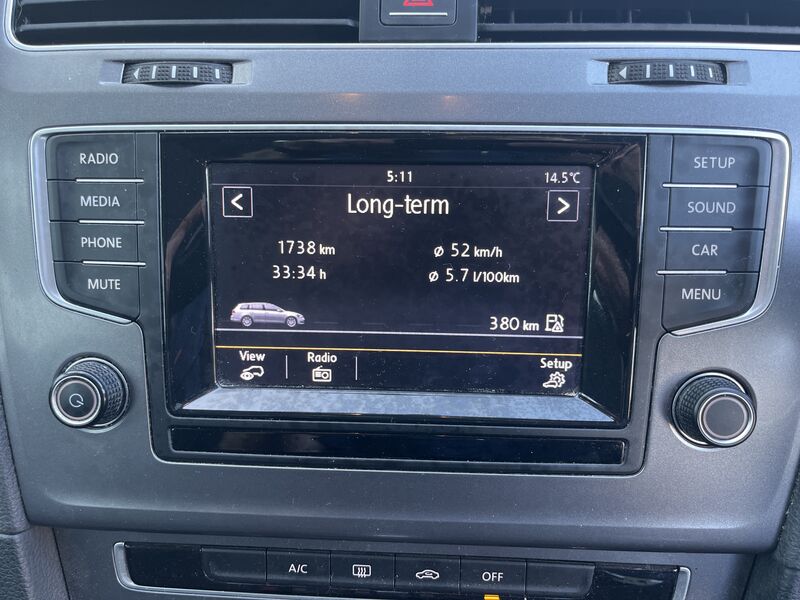 RADIO
MEDIA
PHONE
MUTE
5:11 14.5°C
Long-term
1738 km ø 52 km/h
33:34 h ø 5.7 l/100km
380 km
View Radio Setup
SETUP
SOUND
CAR
MENU
A/C OFF